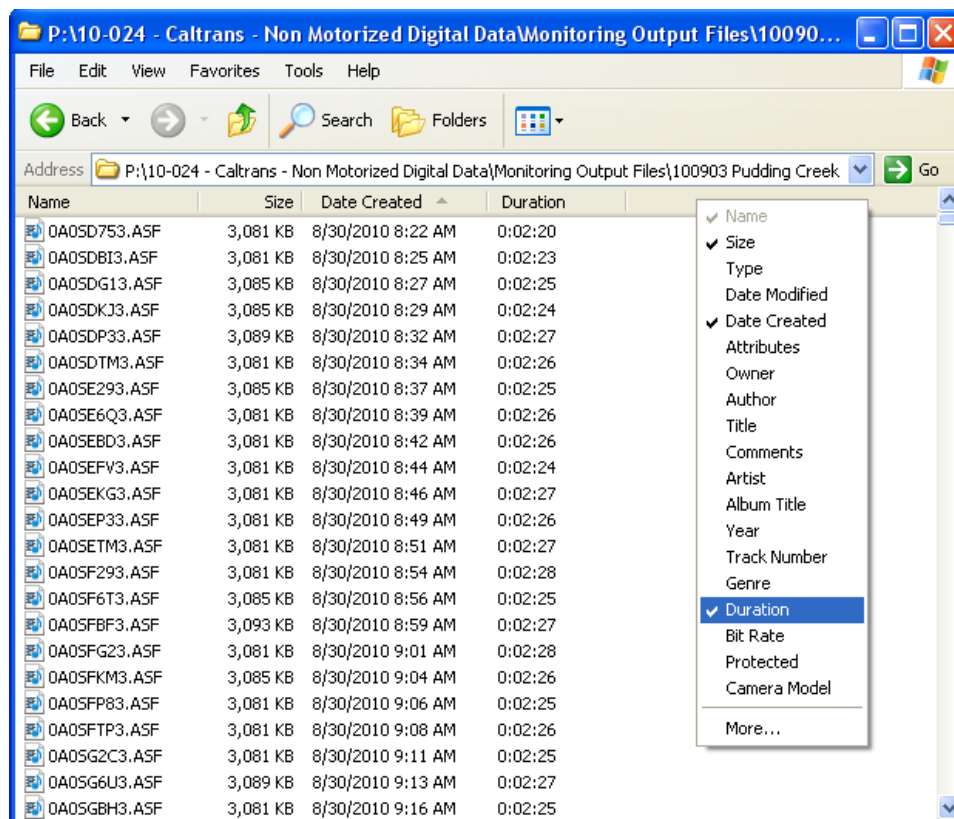 P:\10-024 - Caltrans - Non Motorized Digital Data\Monitoring Output Files\10090...
File Edit View Favorites Tools Help
Back Search Folders
Address P:\10-024 - Caltrans - Non Motorized Digital Data\Monitoring Output Files\100903 Pudding Creek Go
Name Size Date Created Duration
0A0SD753.ASF 3,081 KB 8/30/2010 8:22 AM 0:02:20
0A0SDBI3.ASF 3,081 KB 8/30/2010 8:25 AM 0:02:23
0A0SDG13.ASF 3,085 KB 8/30/2010 8:27 AM 0:02:25
0A0SDKJ3.ASF 3,085 KB 8/30/2010 8:29 AM 0:02:24
0A0SDP33.ASF 3,089 KB 8/30/2010 8:32 AM 0:02:27
0A0SDTM3.ASF 3,081 KB 8/30/2010 8:34 AM 0:02:26
0A0SE293.ASF 3,085 KB 8/30/2010 8:37 AM 0:02:25
0A0SE6Q3.ASF 3,081 KB 8/30/2010 8:39 AM 0:02:26
0A0SEBD3.ASF 3,081 KB 8/30/2010 8:42 AM 0:02:26
0A0SEFV3.ASF 3,081 KB 8/30/2010 8:44 AM 0:02:24
0A0SEKG3.ASF 3,081 KB 8/30/2010 8:46 AM 0:02:27
0A0SEP33.ASF 3,081 KB 8/30/2010 8:49 AM 0:02:26
0A0SETM3.ASF 3,081 KB 8/30/2010 8:51 AM 0:02:27
0A0SF293.ASF 3,081 KB 8/30/2010 8:54 AM 0:02:28
0A0SF6T3.ASF 3,085 KB 8/30/2010 8:56 AM 0:02:25
0A0SFBF3.ASF 3,093 KB 8/30/2010 8:59 AM 0:02:27
0A0SFG23.ASF 3,081 KB 8/30/2010 9:01 AM 0:02:28
0A0SFKM3.ASF 3,085 KB 8/30/2010 9:04 AM 0:02:26
0A0SFP83.ASF 3,081 KB 8/30/2010 9:06 AM 0:02:25
0A0SFTP3.ASF 3,081 KB 8/30/2010 9:08 AM 0:02:26
0A0SG2C3.ASF 3,081 KB 8/30/2010 9:11 AM 0:02:25
0A0SG6U3.ASF 3,089 KB 8/30/2010 9:13 AM 0:02:27
0A0SGBH3.ASF 3,081 KB 8/30/2010 9:16 AM 0:02:25
Name
Size
Type
Date Modified
Date Created
Attributes
Owner
Author
Title
Comments
Artist
Album Title
Year
Track Number
Genre
Duration
Bit Rate
Protected
Camera Model
More...